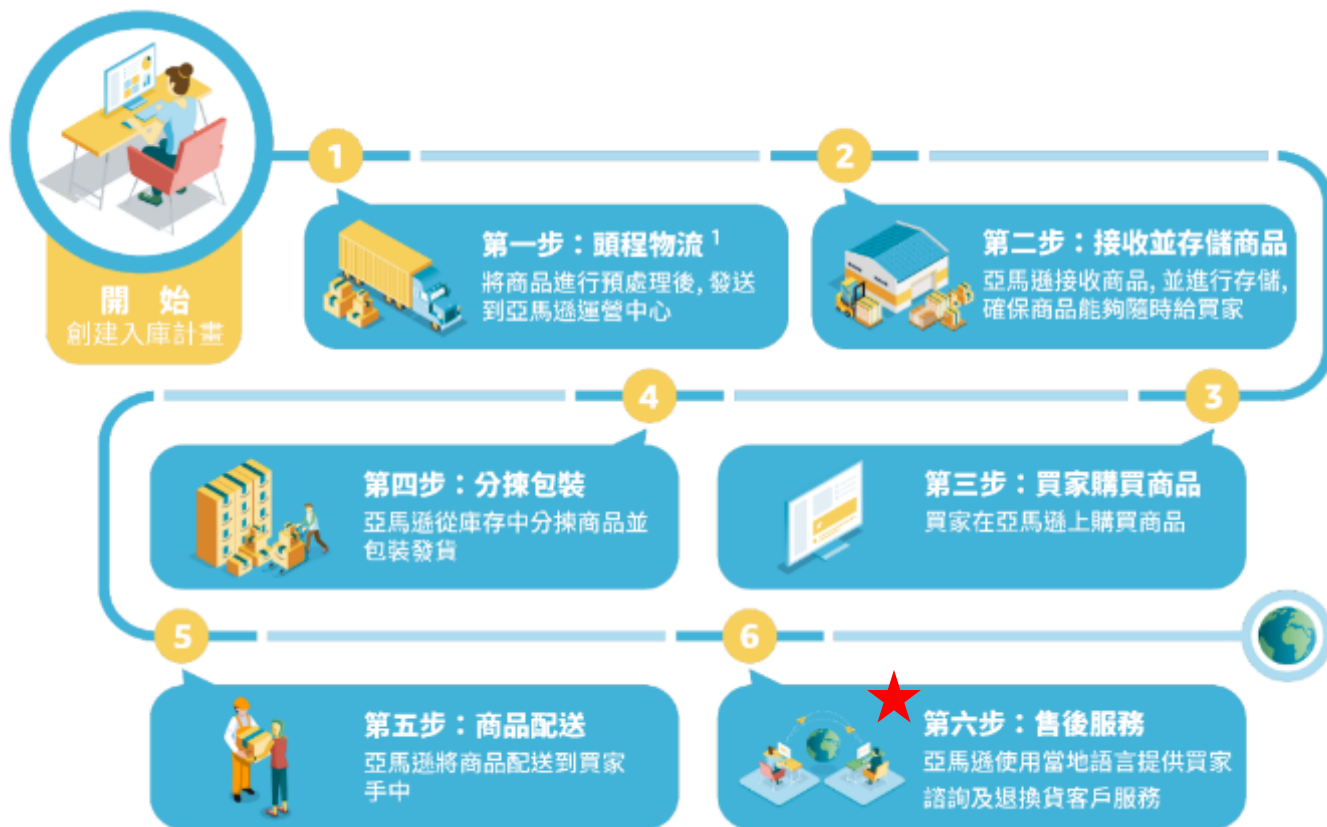 開 始
創建入庫計畫
1
第一步：頭程物流 1
將商品進行預處理後, 發送
到亞馬遜運營中心
2
第二步：接收並存儲商品
亞馬遜接收商品, 並進行存儲,
確保商品能夠隨時給買家
3
第三步：買家購買商品
買家在亞馬遜上購買商品
4
第四步：分揀包裝
亞馬遜從庫存中分揀商品並
包裝發貨
5
第五步：商品配送
亞馬遜將商品配送到買家
手中
6
第六步：售後服務
亞馬遜使用當地語言提供買家
諮詢及退換貨客戶服務